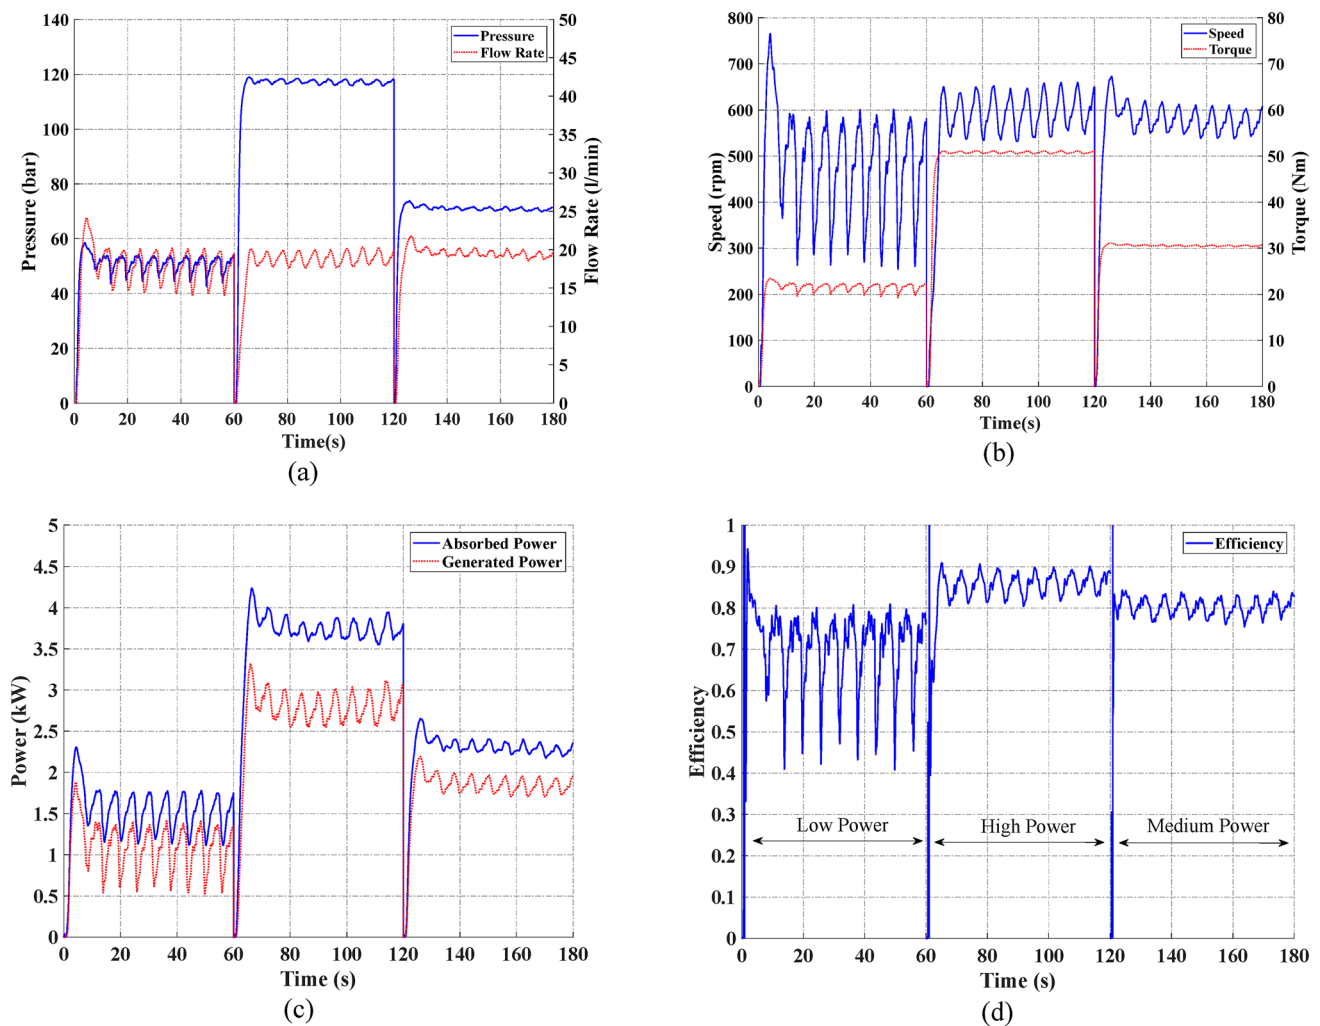 140
120
100
80
60
40
20
0
Pressure (bar)
50
45
40
35
30
25
20
15
10
5
0
Flow Rate (l/min)
Pressure
Flow Rate
0 20 40 60 80 100 120 140 160 180
Time(s)
(a)
800
700
600
500
400
300
200
100
0
Speed (rpm)
80
70
60
50
40
30
20
10
0
Torque (Nm)
Speed
Torque
0 20 40 60 80 100 120 140 160 180
Time(s)
(b)
5
4.5
4
3.5
3
2.5
2
1.5
1
0.5
0
Power (kW)
Absorbed Power
Generated Power
0 20 40 60 80 100 120 140 160 180
Time (s)
(c)
1
0.9
0.8
0.7
0.6
0.5
0.4
0.3
0.2
0.1
0
Efficiency
Efficiency
Low Power
High Power
Medium Power
0 20 40 60 80 100 120 140 160 180
Time (s)
(d)